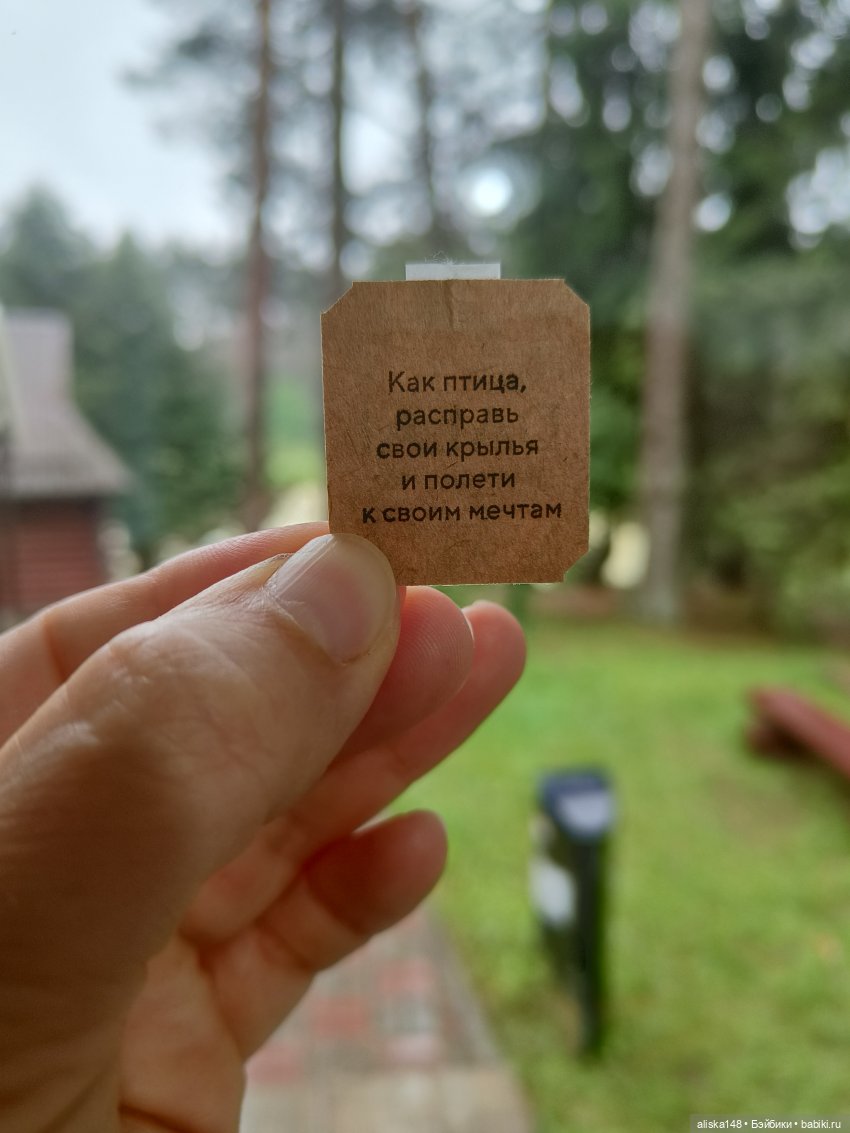 Как птица,
расправь
свои крылья
и полети
к своим мечтам
aliska148 • Бэйбики • babiki.ru